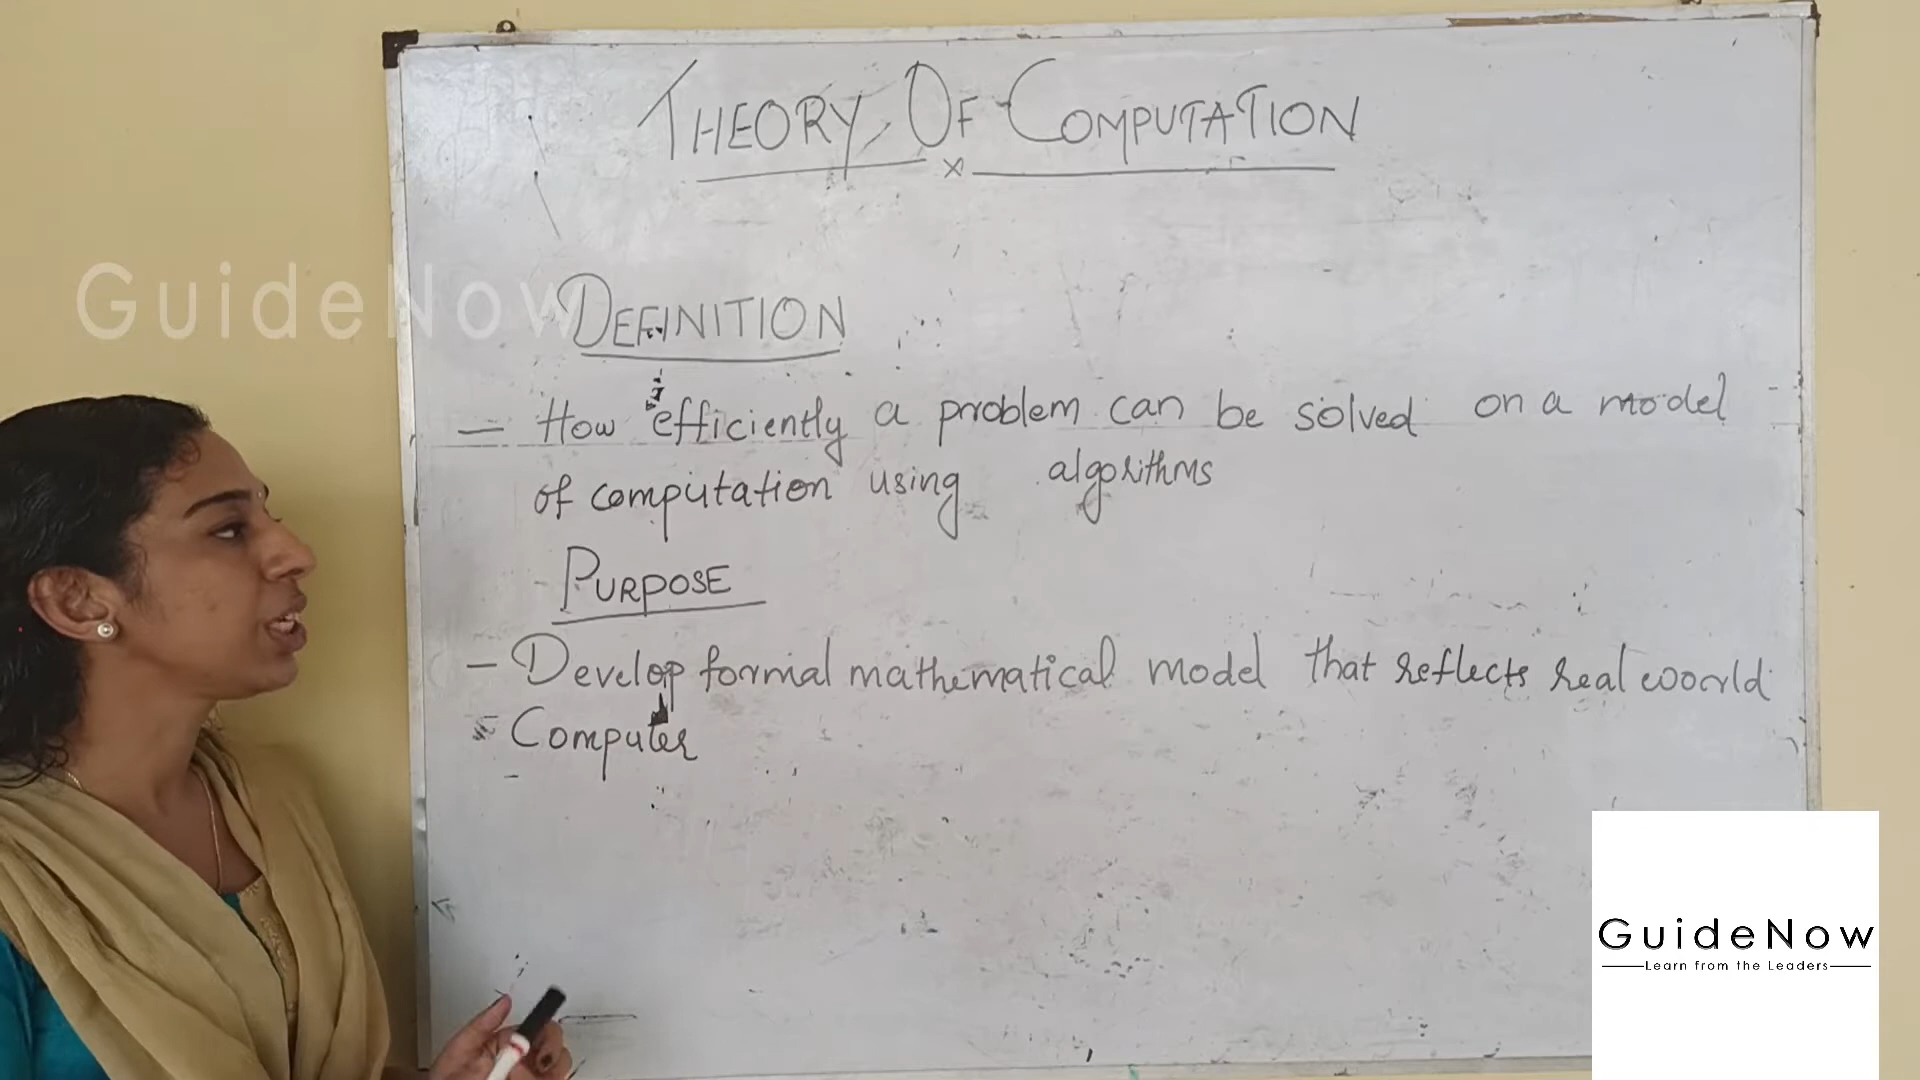 THEORY OF COMPUTATION
GuideNow
DEFINITION
— How efficiently a problem can be solved on a model
of computation using algorithms
PURPOSE
- Develop formal mathematical model that reflects real woorld
Computer
GuideNow
Learn from the Leaders